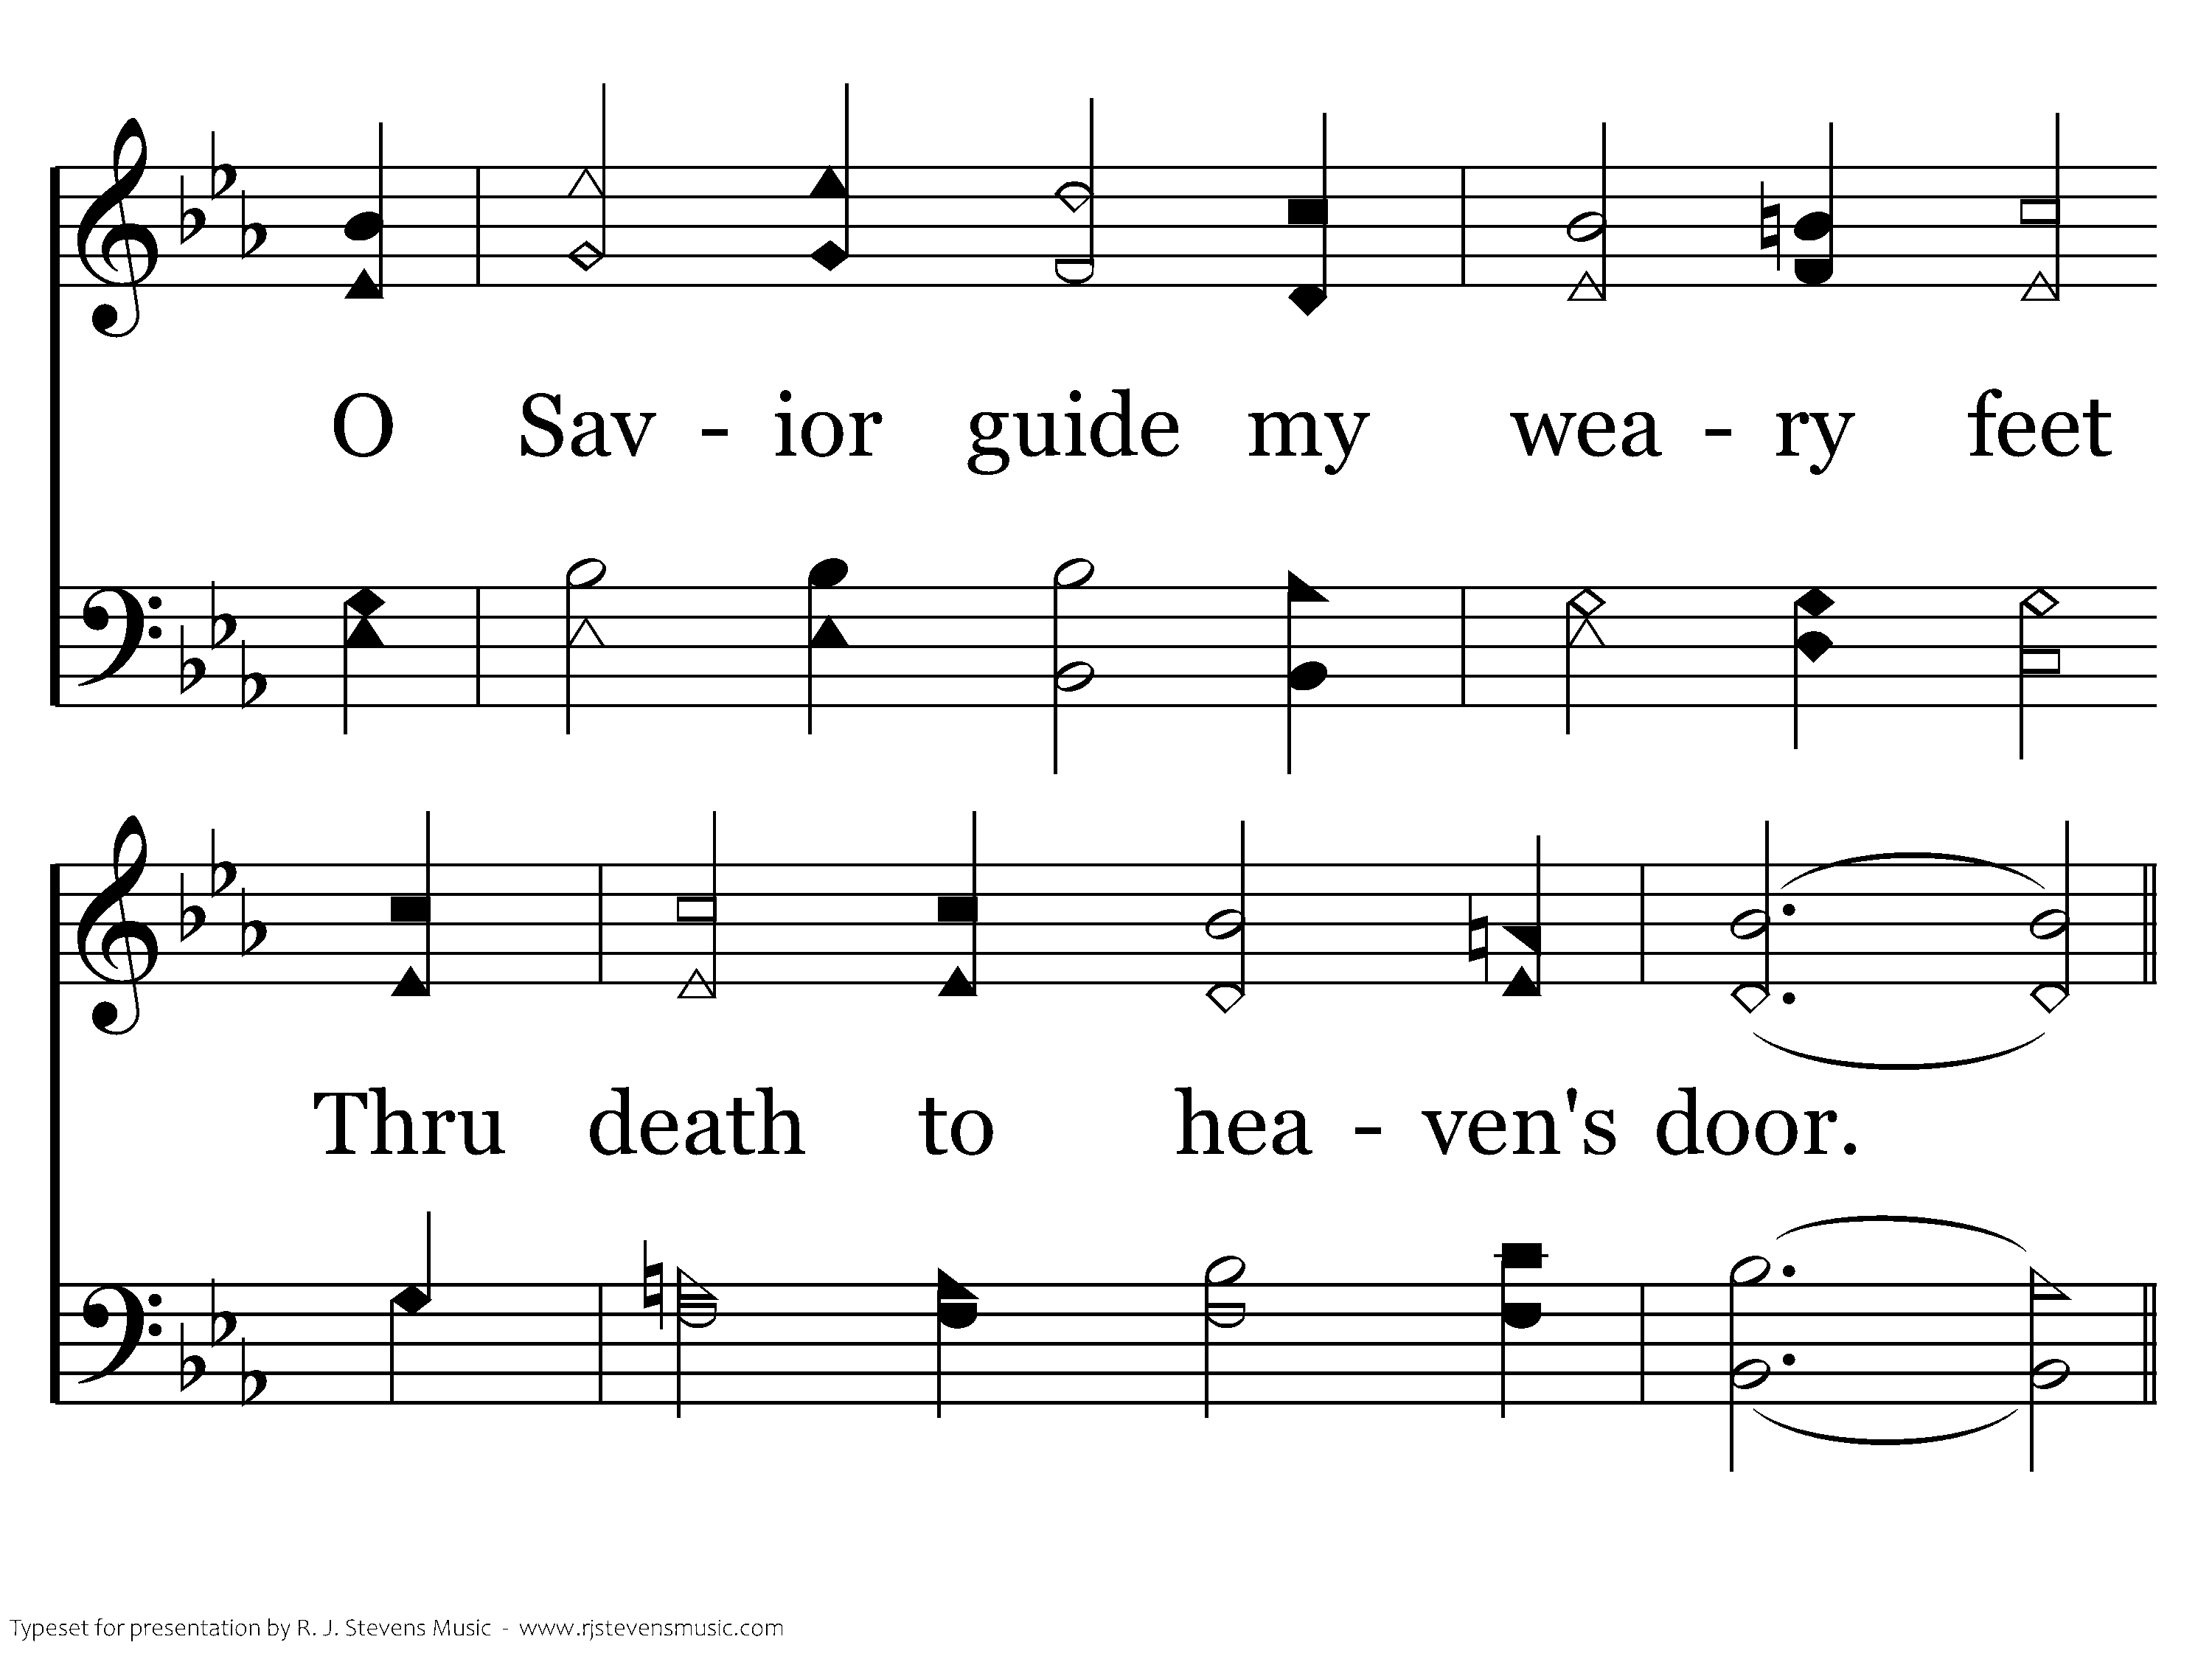 O Sav - ior guide my wea - ry feet
Thru death to hea - ven's door.
Typeset for presentation by R. J. Stevens Music - www.rjstevensmusic.com